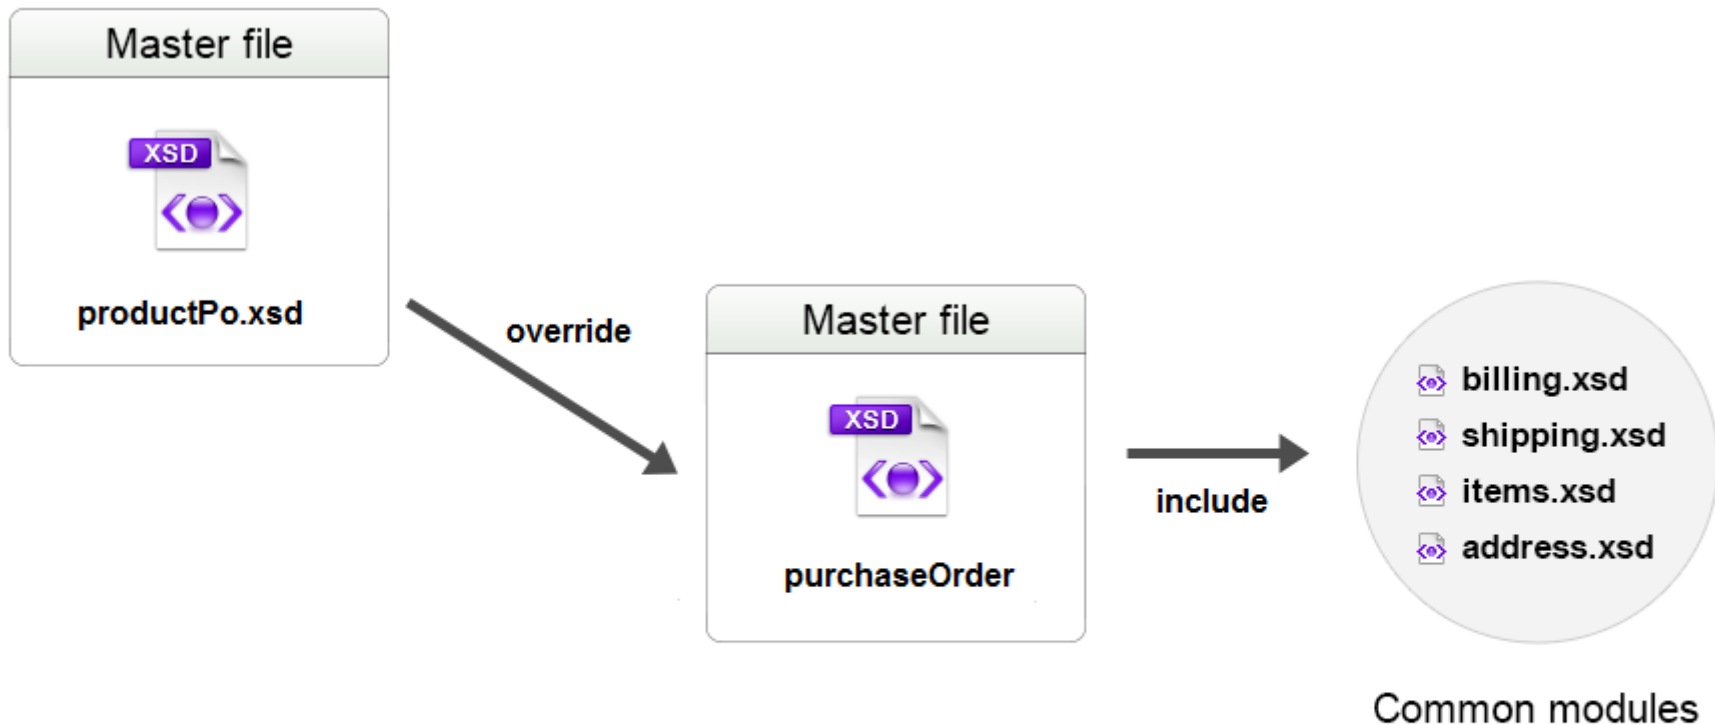 Master file
XSD
productPo.xsd
override
Master file
XSD
purchaseOrder
include
billing.xsd
shipping.xsd
items.xsd
address.xsd
Common modules